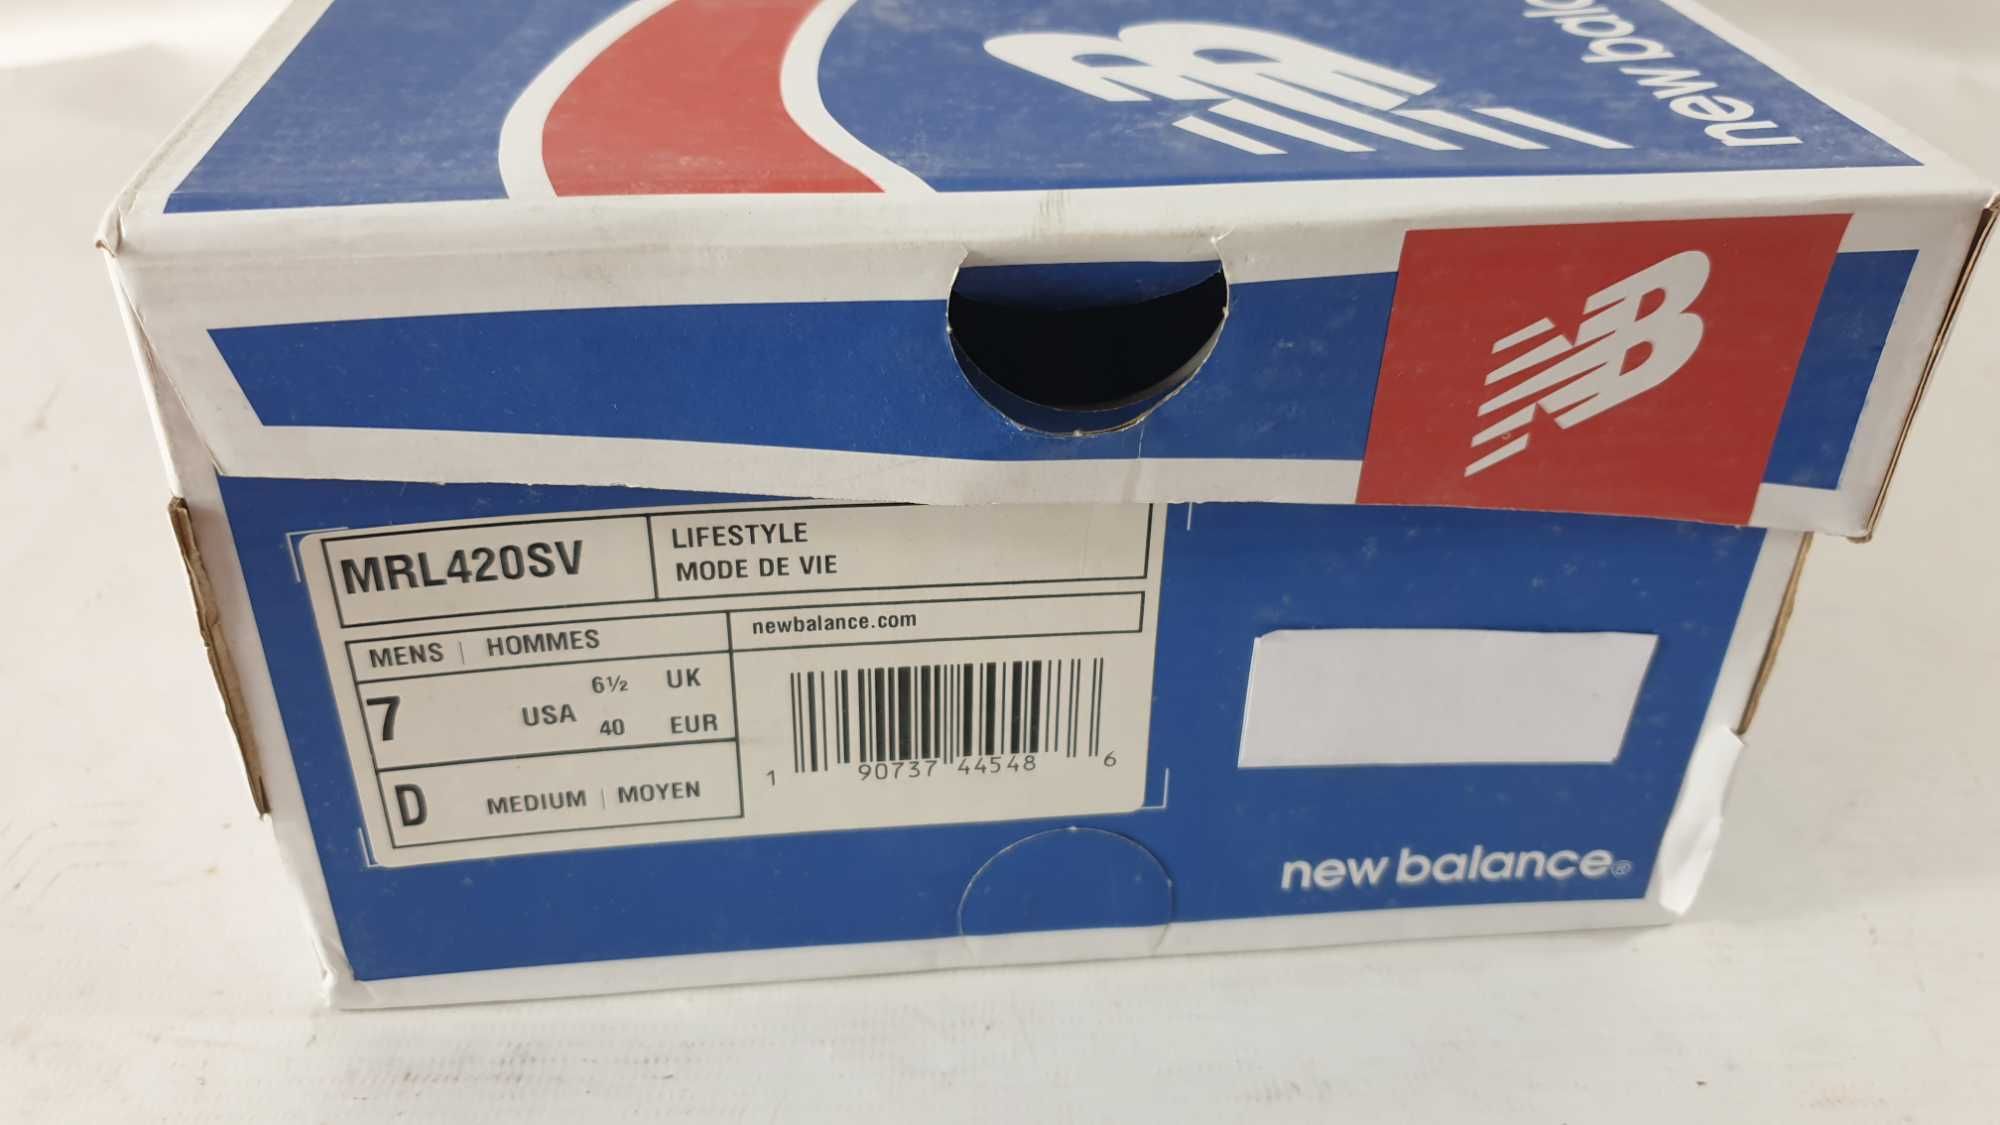 new bala
MRL420SV
LIFESTYLE
MODE DE VIE
MENS | HOMMES
newbalance.com
7 USA 6½ UK
40 EUR
D MEDIUM | MOYEN
1 90737 44548 6
new balance®